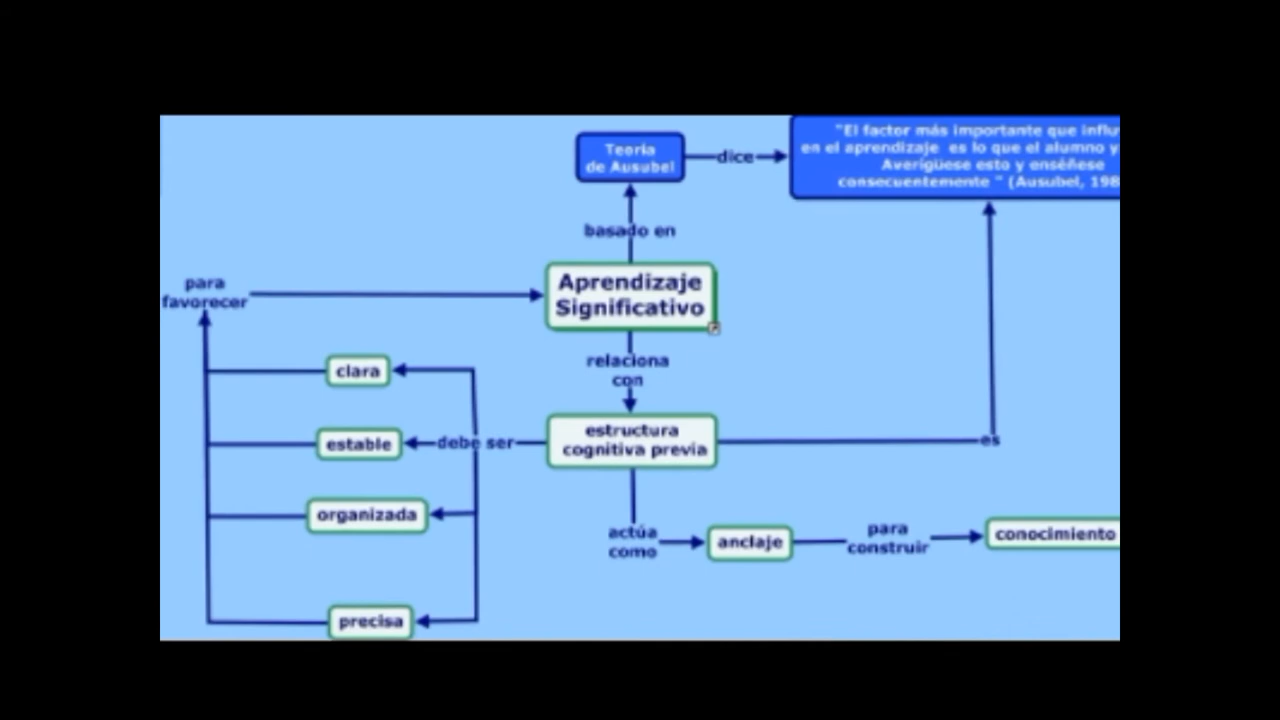 "El factor más importante que
en el aprendizaje es lo que el alumno
Averigüese esto y enséñese
consecuentemente " (Ausubel,
Teoría
de Ausubel
dice
basado en
Aprendizaje
Significativo
para
favorecer
relaciona
con
clara
estructura
cognitiva previa
estable
debe ser
es
organizada
actúa
como
anclaje
para
construir
conocimiento
precisa